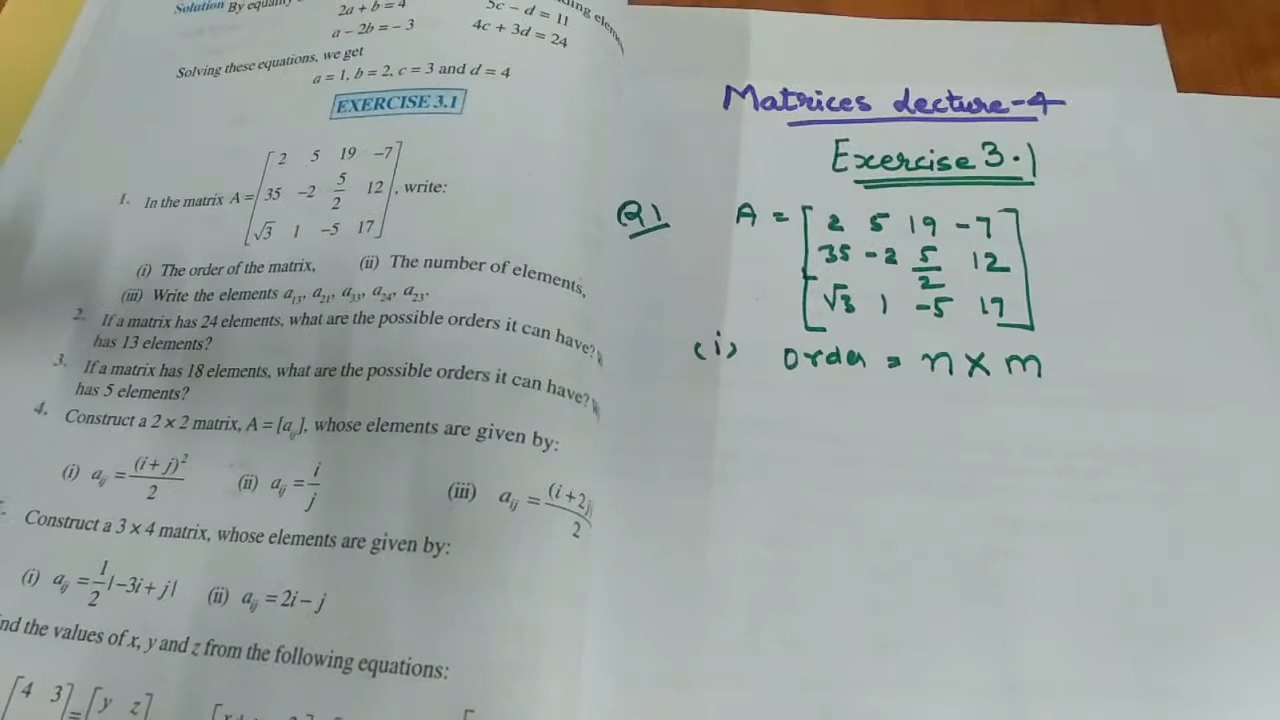 Solution By equality
2a + b = 4
5c − d = 11
a − 2b = − 3
4c + 3d = 24
Solving these equations, we get
a = 1, b = 2, c = 3 and d = 4
EXERCISE 3.1
1. In the matrix A = [2 5 19 −7
35 −2 5/2 12
√3 1 −5 17], write:
(i) The order of the matrix, (ii) The number of elements,
(iii) Write the elements a₁₃, a₂₁, a₃₃, a₂₄, a₂₃.
2. If a matrix has 24 elements, what are the possible orders it can have?
has 13 elements?
3. If a matrix has 18 elements, what are the possible orders it can have?
has 5 elements?
4. Construct a 2 × 2 matrix, A = [aᵢⱼ], whose elements are given by:
(i) aᵢⱼ = (i + j)²/2 (ii) aᵢⱼ = i/j (iii) aᵢⱼ = (i + 2j/2
Construct a 3 × 4 matrix, whose elements are given by:
(i) aᵢⱼ = 1/2 |−3i + j| (ii) aᵢⱼ = 2i − j
nd the values of x, y and z from the following equations:
[4 3] = [y z]
Matrices Lecture-4
Exercise 3.1
Q1 A = [2 5 19 −7
35 −2 5/2 12
√3 1 −5 17]
(i) Order = n × m